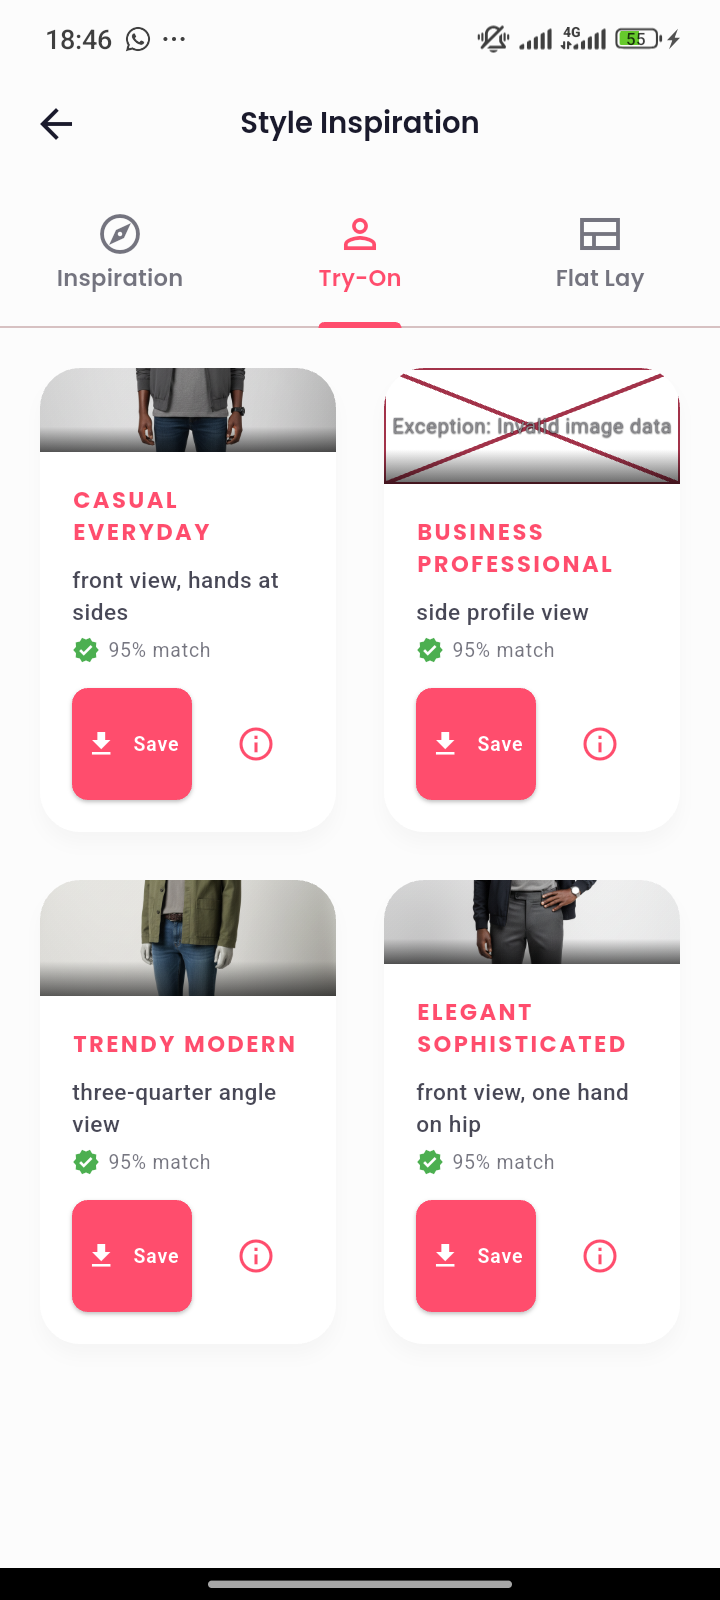 18:46
4G
55
Style Inspiration
Inspiration
Try-On
Flat Lay
CASUAL
EVERYDAY
front view, hands at
sides
95% match
Save
Exception: Invalid image data
BUSINESS
PROFESSIONAL
side profile view
95% match
Save
TRENDY MODERN
three-quarter angle
view
95% match
Save
ELEGANT
SOPHISTICATED
front view, one hand
on hip
95% match
Save